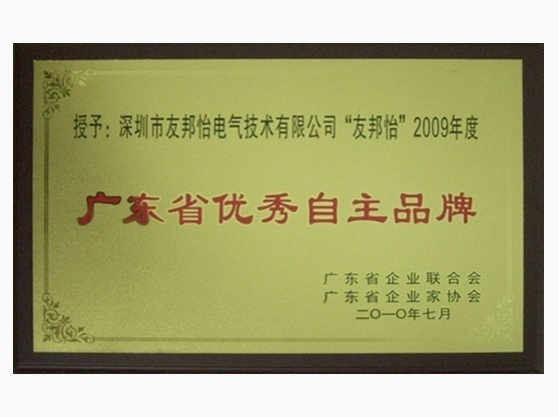 授予：深圳市友邦怡电气技术有限公司“友邦怡”2009年度
广东省优秀自主品牌
广东省企业联合会
广东省企业家协会
二〇一〇年七月